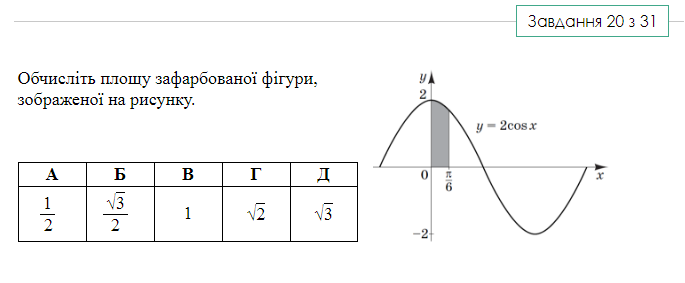 Завдання 20 з 31
Обчисліть площу зафарбованої фігури,
зображеної на рисунку.
А Б В Г Д
1/2 √3/2 1 √2 √3
y
2
y = 2cos x
0 π/6 x
−2